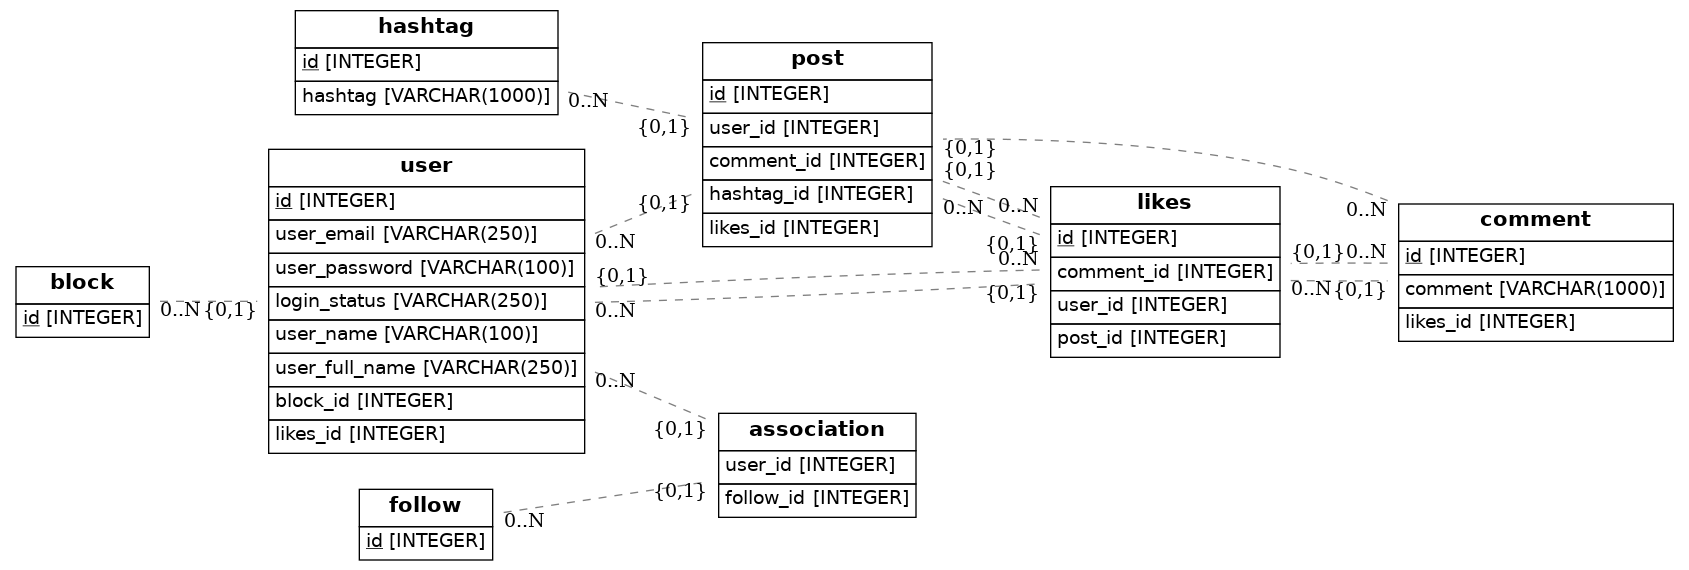 hashtag
id [INTEGER]
hashtag [VARCHAR(1000)]
0..N
{0,1}
post
id [INTEGER]
user_id [INTEGER]
comment_id [INTEGER]
hashtag_id [INTEGER]
likes_id [INTEGER]
{0,1}
{0,1}
0..N
0..N
{0,1}
0..N
user
id [INTEGER]
user_email [VARCHAR(250)]
user_password [VARCHAR(100)]
login_status [VARCHAR(250)]
user_name [VARCHAR(100)]
user_full_name [VARCHAR(250)]
block_id [INTEGER]
likes_id [INTEGER]
{0,1}
0..N
{0,1}
0..N
{0,1}
0..N
0..N
{0,1}
block
id [INTEGER]
0..N
{0,1}
likes
id [INTEGER]
comment_id [INTEGER]
user_id [INTEGER]
post_id [INTEGER]
{0,1}
0..N
0..N
{0,1}
comment
id [INTEGER]
comment [VARCHAR(1000)]
likes_id [INTEGER]
association
user_id [INTEGER]
follow_id [INTEGER]
follow
id [INTEGER]
0..N
{0,1}